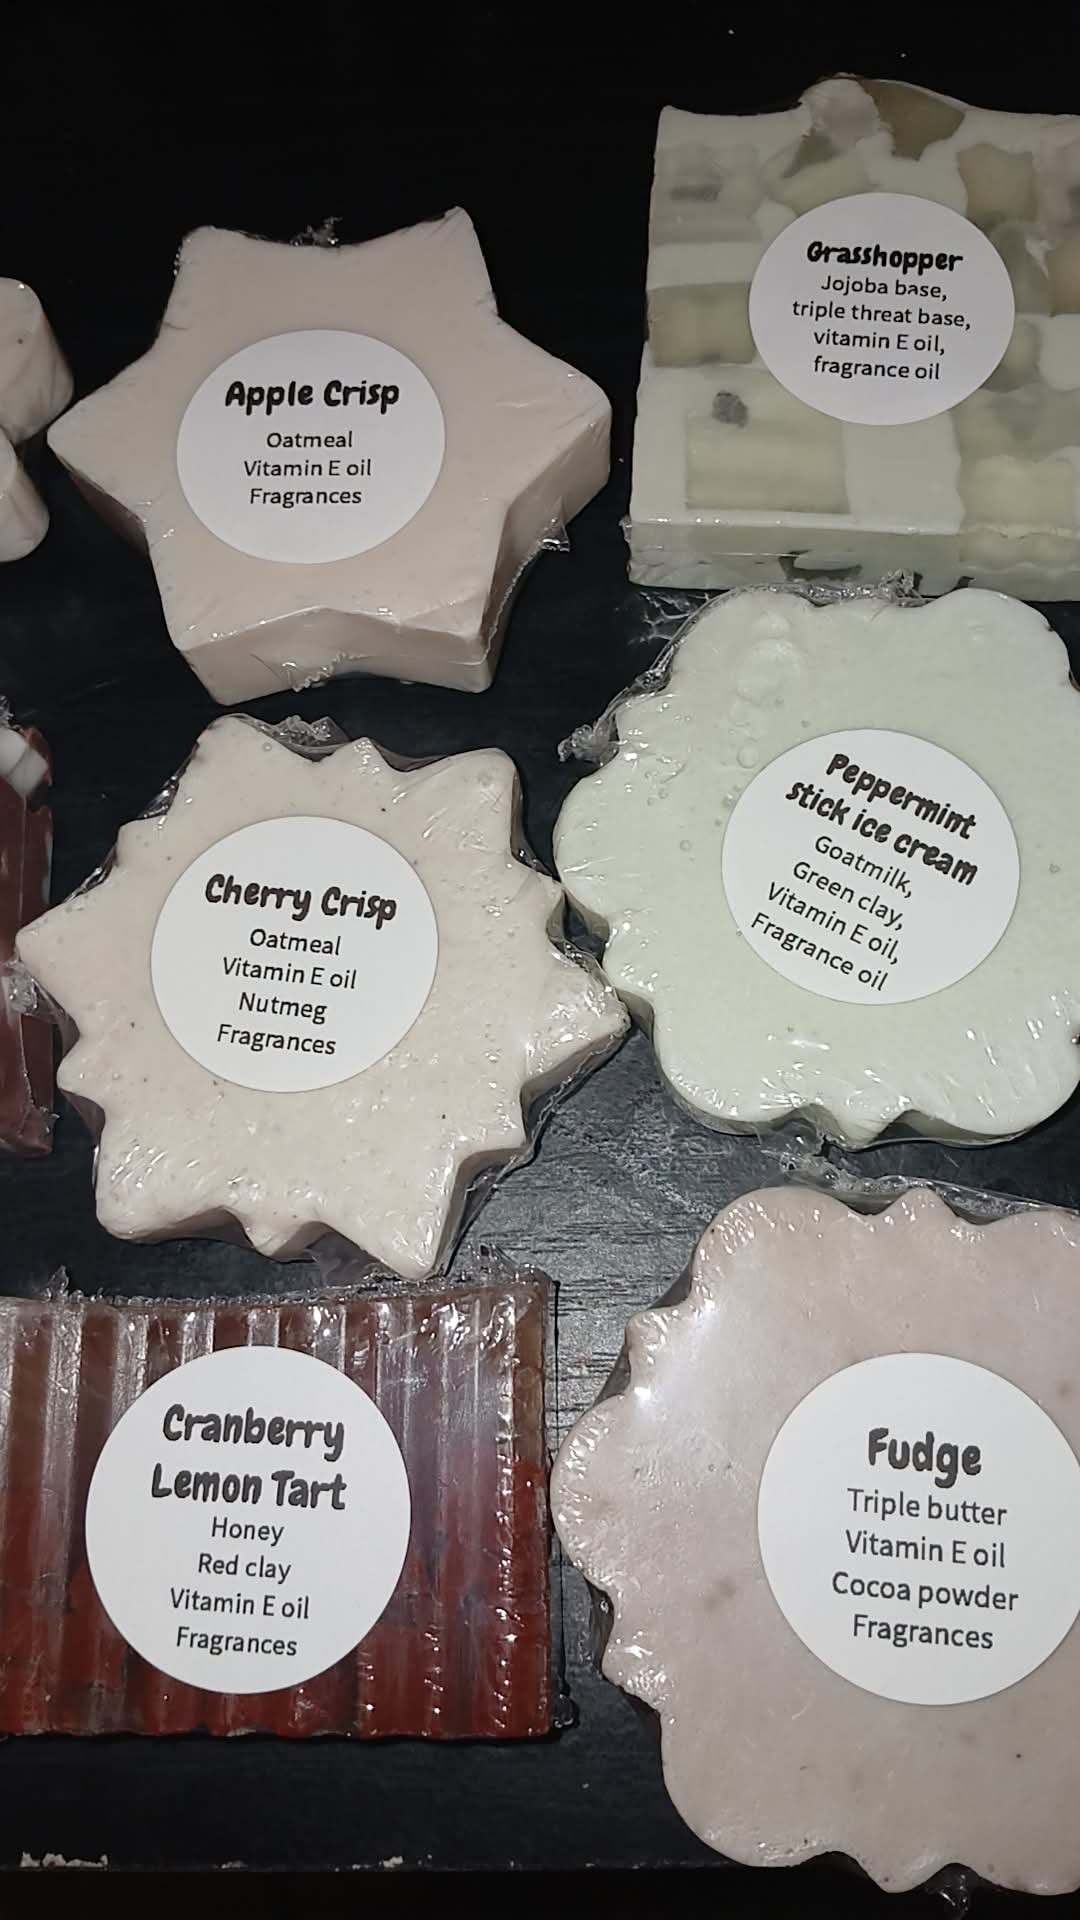 Apple Crisp
Oatmeal
Vitamin E oil
Fragrances
Grasshopper
Jojoba base,
triple threat base,
vitamin E oil,
fragrance oil
Cherry Crisp
Oatmeal
Vitamin E oil
Nutmeg
Fragrances
Peppermint
stick ice cream
Goatmilk,
Green clay,
Vitamin E oil,
Fragrance oil
Cranberry
Lemon Tart
Honey
Red clay
Vitamin E oil
Fragrances
Fudge
Triple butter
Vitamin E oil
Cocoa powder
Fragrances